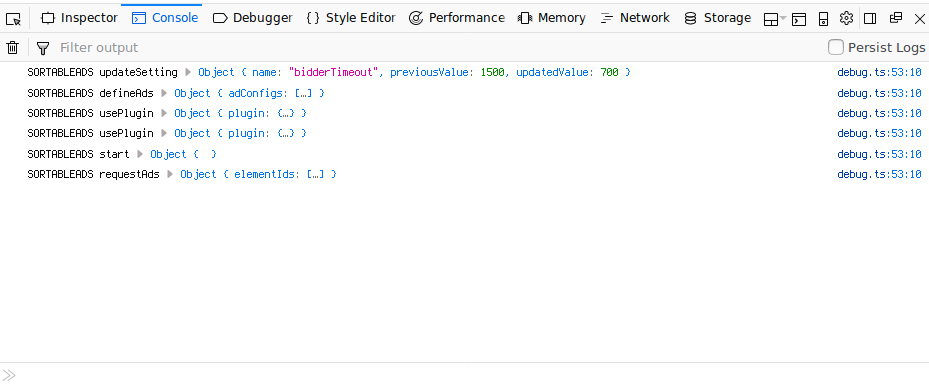 Inspector Console Debugger { } Style Editor Performance Memory Network Storage
Filter output Persist Logs
SORTABLEADS updateSetting Object { name: "bidderTimeout", previousValue: 1500, updatedValue: 700 } debug.ts:53:10
SORTABLEADS defineAds Object { adConfigs: […] } debug.ts:53:10
SORTABLEADS usePlugin Object { plugin: {…} } debug.ts:53:10
SORTABLEADS usePlugin Object { plugin: {…} } debug.ts:53:10
SORTABLEADS start Object { } debug.ts:53:10
SORTABLEADS requestAds Object { elementIds: […] } debug.ts:53:10